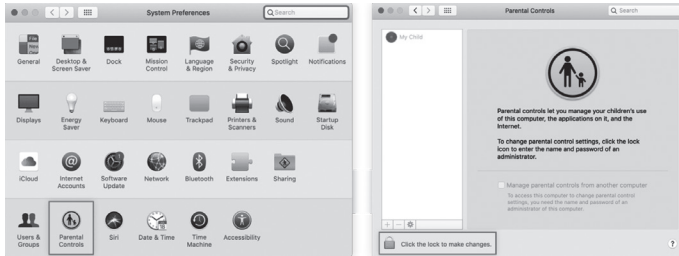 System Preferences
Search
General
Desktop &
Screen Saver
Dock
Mission
Control
Language
& Region
Security
& Privacy
Spotlight
Notifications
Displays
Energy
Saver
Keyboard
Mouse
Trackpad
Printers &
Scanners
Sound
Startup
Disk
iCloud
Internet
Accounts
Software
Update
Network
Bluetooth
Extensions
Sharing
Users &
Groups
Parental
Controls
Siri
Date & Time
Time
Machine
Accessibility
Parental Controls
Search
My Child
Parental controls let you manage your children's use
of this computer, the applications on it, and the
Internet.
To change parental control settings, click the lock
icon to enter the name and password of an
administrator.
Manage parental controls from another computer
To access this computer to change parental control
settings, you need the name and password of an
administrator of this computer.
Click the lock to make changes.
?